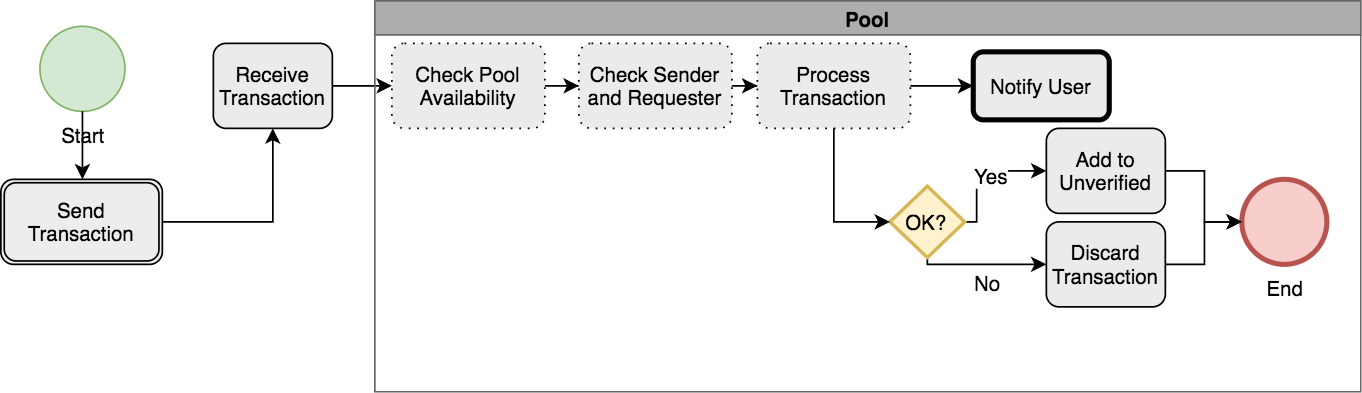 Pool
Start
Send
Transaction
Receive
Transaction
Check Pool
Availability
Check Sender
and Requester
Process
Transaction
Notify User
OK?
Yes
Add to
Unverified
No
Discard
Transaction
End